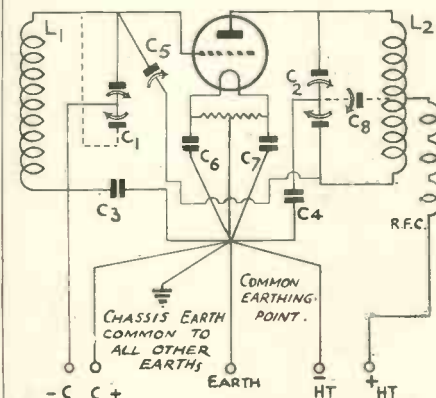 L1
C5
L2
C2
C1
C8
C6
C7
C3
C4
R.F.C.
CHASSIS EARTH
COMMON TO
ALL OTHER
EARTHS
COMMON
EARTHING
POINT.
-C C+ EARTH -HT +HT